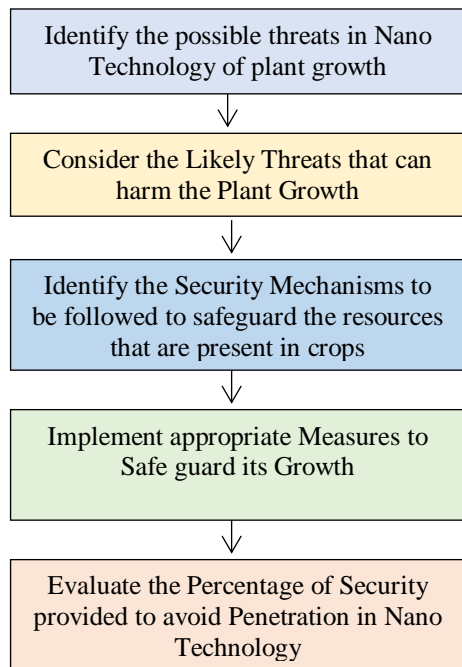 Identify the possible threats in Nano
Technology of plant growth
Consider the Likely Threats that can
harm the Plant Growth
Identify the Security Mechanisms to
be followed to safeguard the resources
that are present in crops
Implement appropriate Measures to
Safe guard its Growth
Evaluate the Percentage of Security
provided to avoid Penetration in Nano
Technology